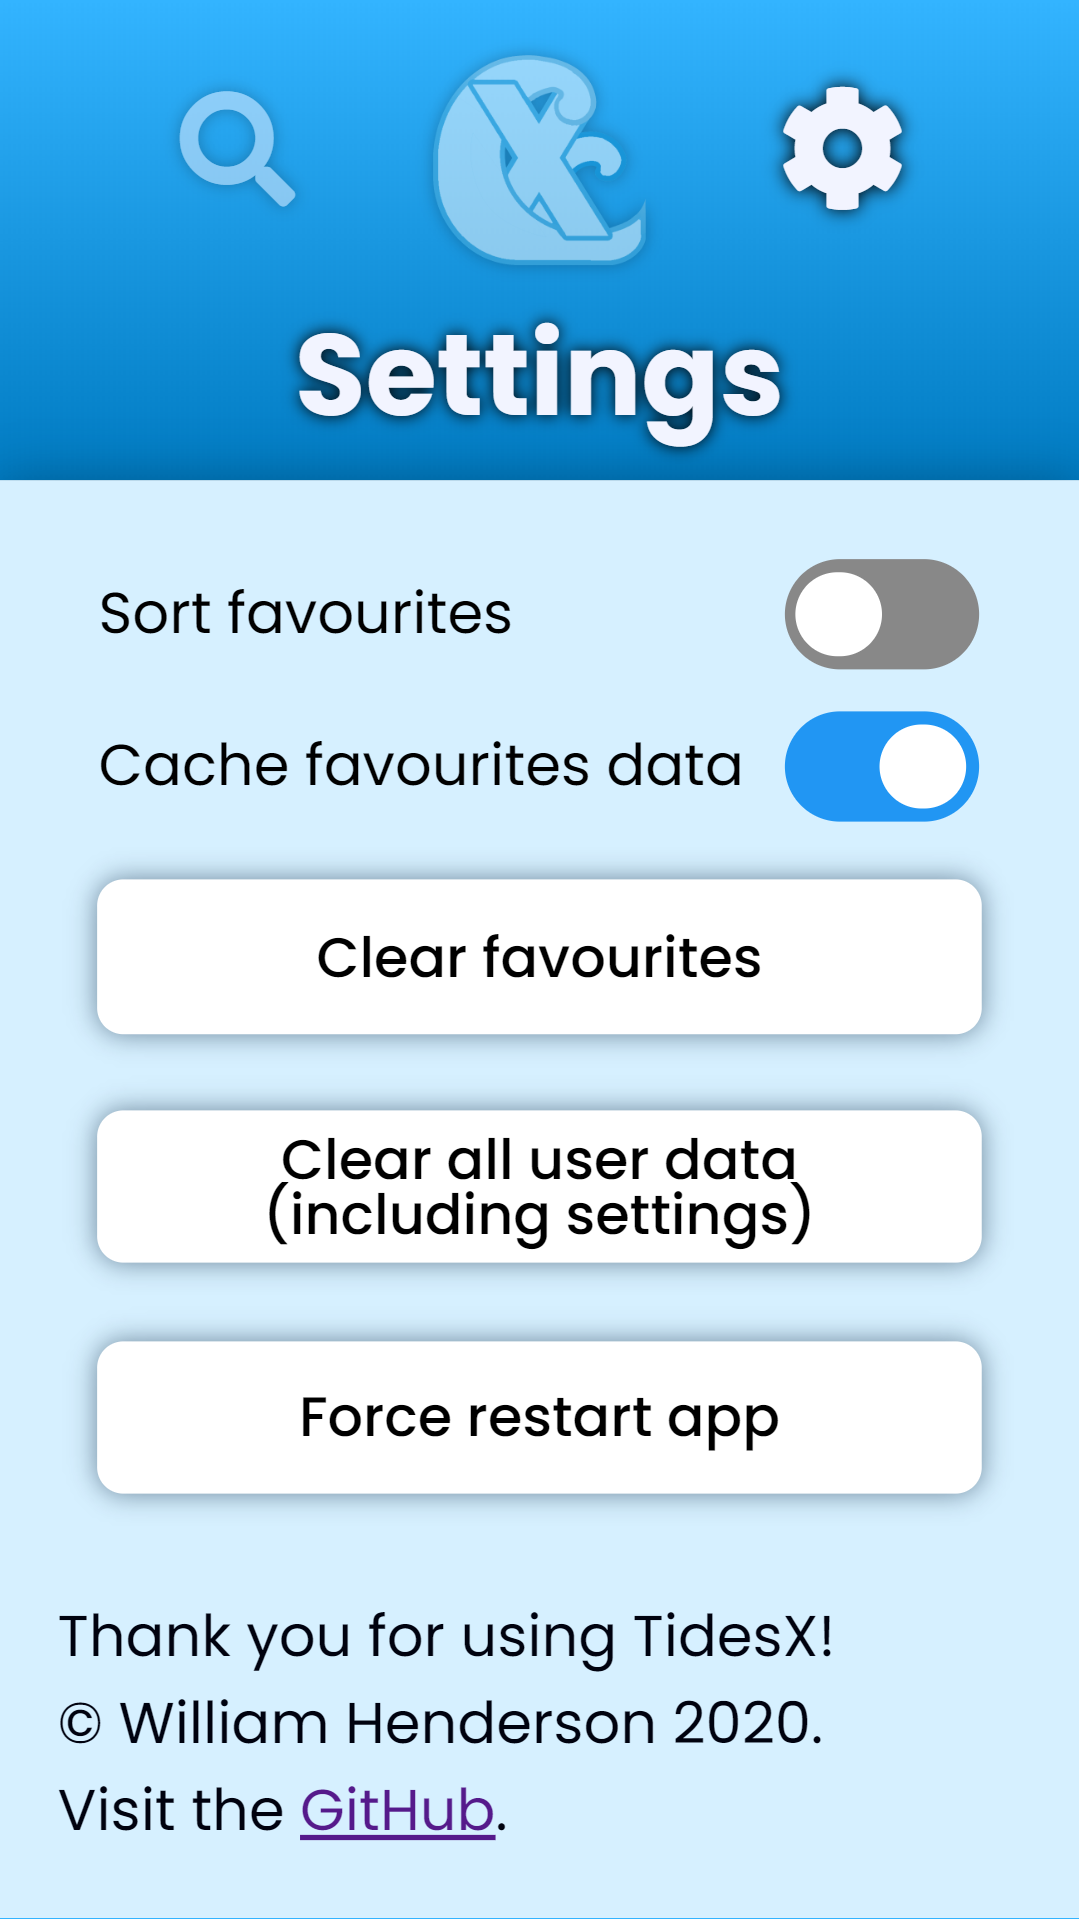 Settings
Sort favourites
Cache favourites data
Clear favourites
Clear all user data
(including settings)
Force restart app
Thank you for using TidesX!
© William Henderson 2020.
Visit the GitHub.